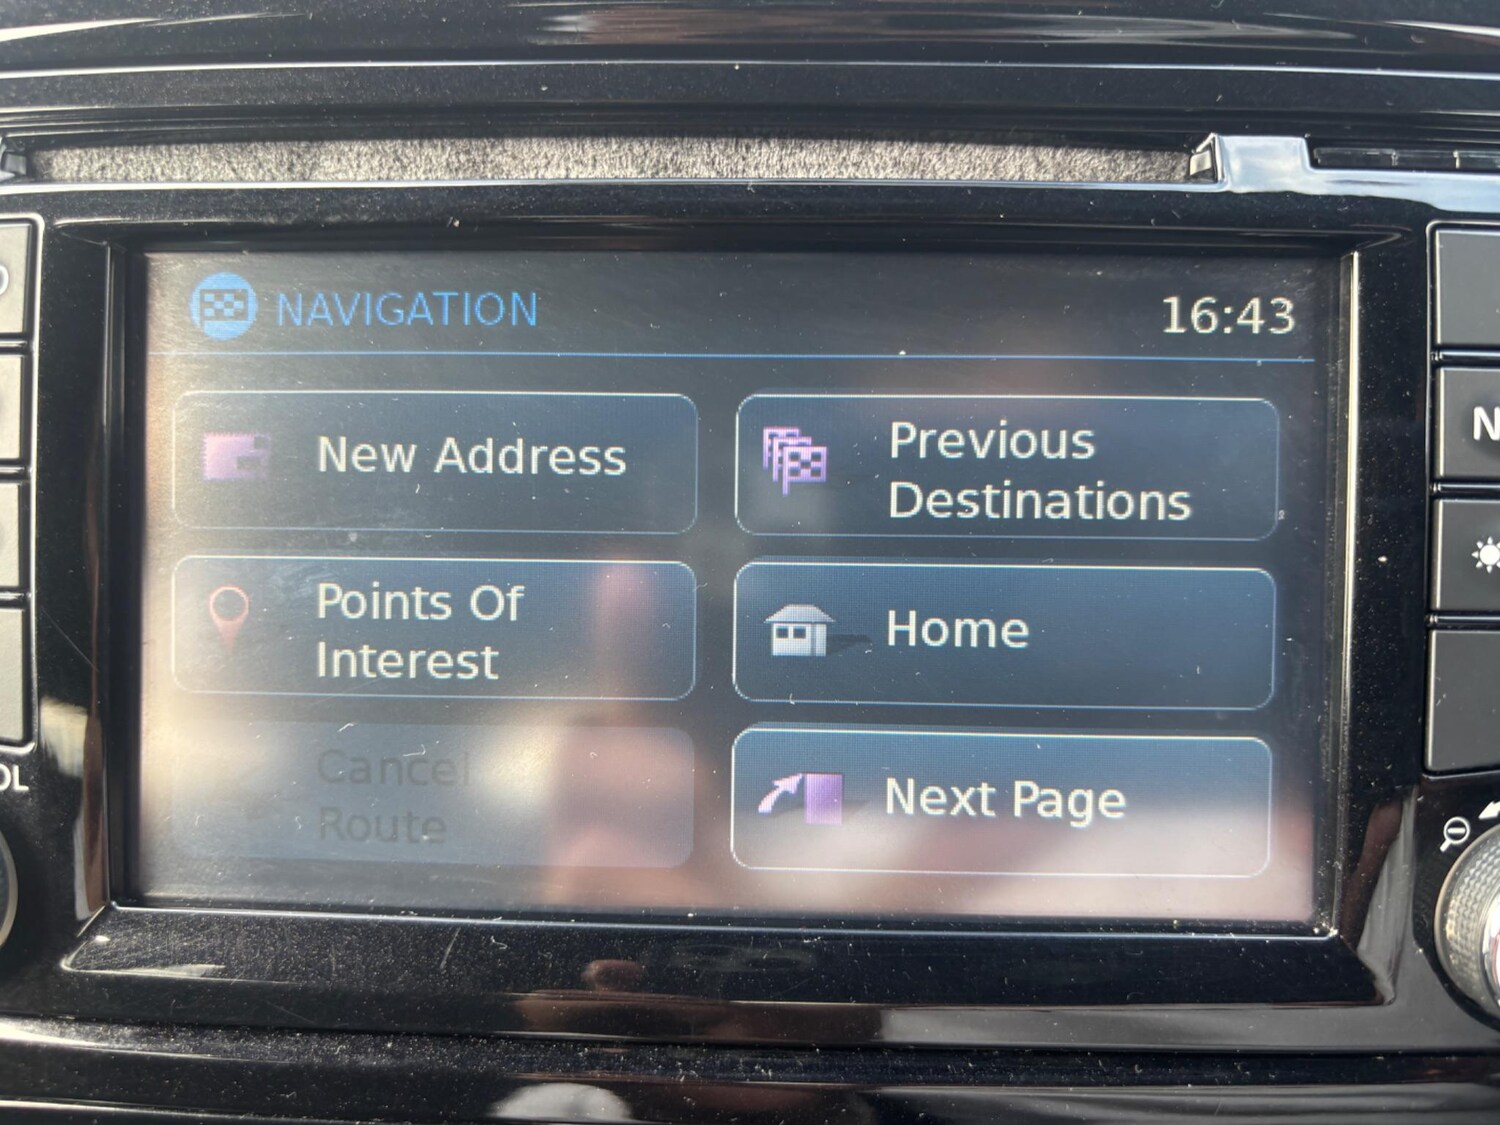 NAVIGATION
16:43
New Address
Previous
Destinations
Points Of
Interest
Home
Cancel
Route
Next Page